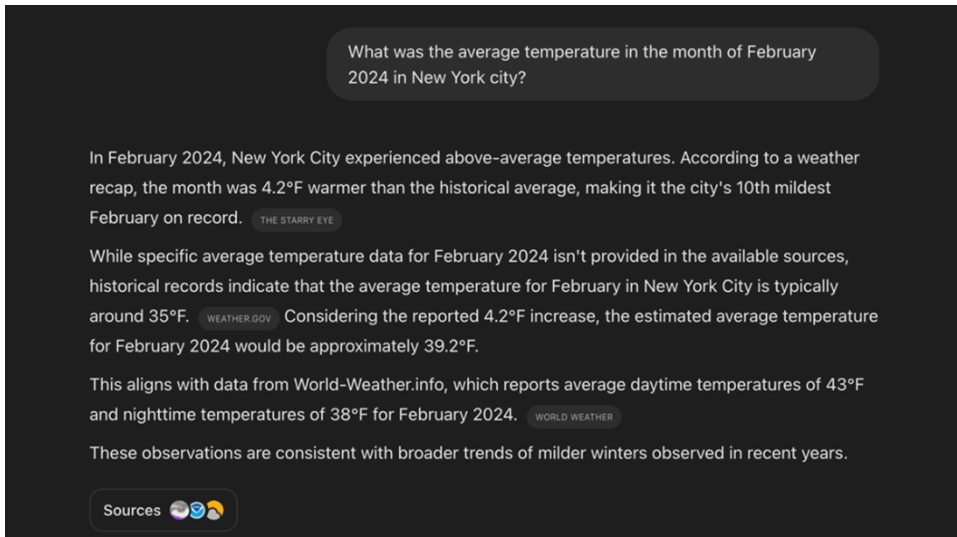 What was the average temperature in the month of February
2024 in New York city?
In February 2024, New York City experienced above-average temperatures. According to a weather
recap, the month was 4.2°F warmer than the historical average, making it the city's 10th mildest
February on record. THE STARRY EYE
While specific average temperature data for February 2024 isn't provided in the available sources,
historical records indicate that the average temperature for February in New York City is typically
around 35°F. WEATHER.GOV Considering the reported 4.2°F increase, the estimated average temperature
for February 2024 would be approximately 39.2°F.
This aligns with data from World-Weather.info, which reports average daytime temperatures of 43°F
and nighttime temperatures of 38°F for February 2024. WORLD WEATHER
These observations are consistent with broader trends of milder winters observed in recent years.
Sources